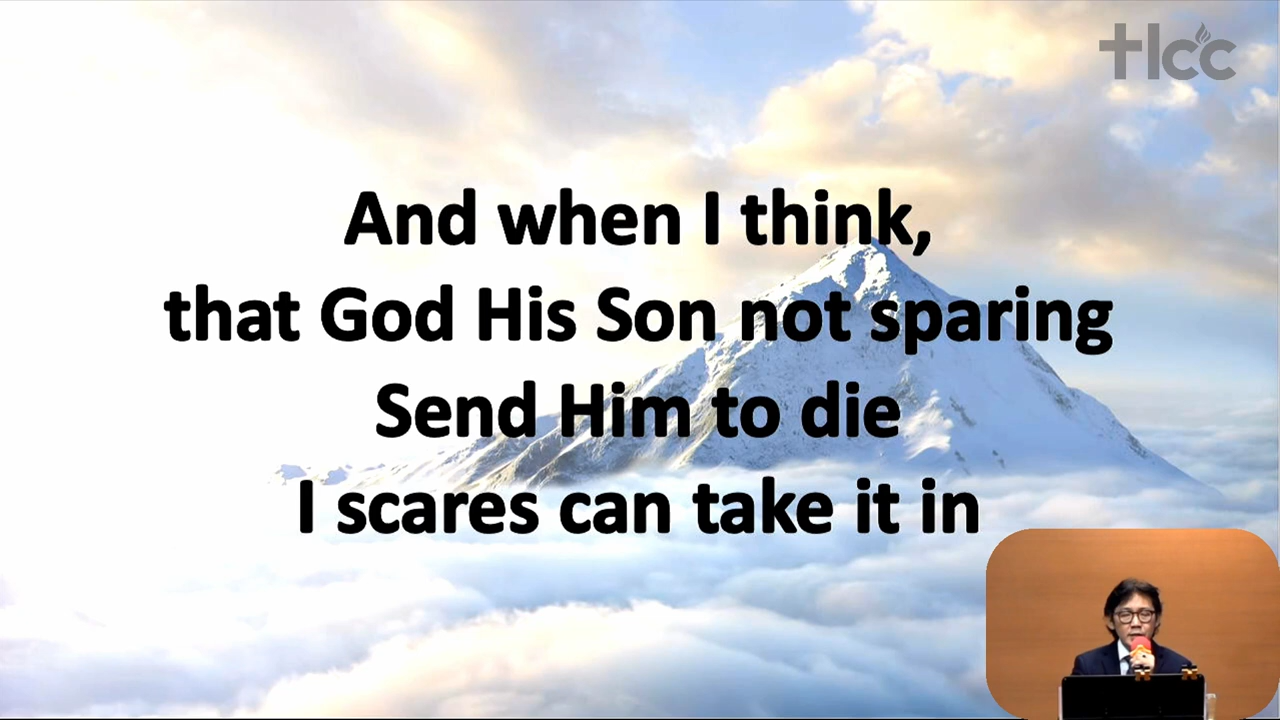 tlcc
And when I think,
that God His Son not sparing
Send Him to die
I scares can take it in